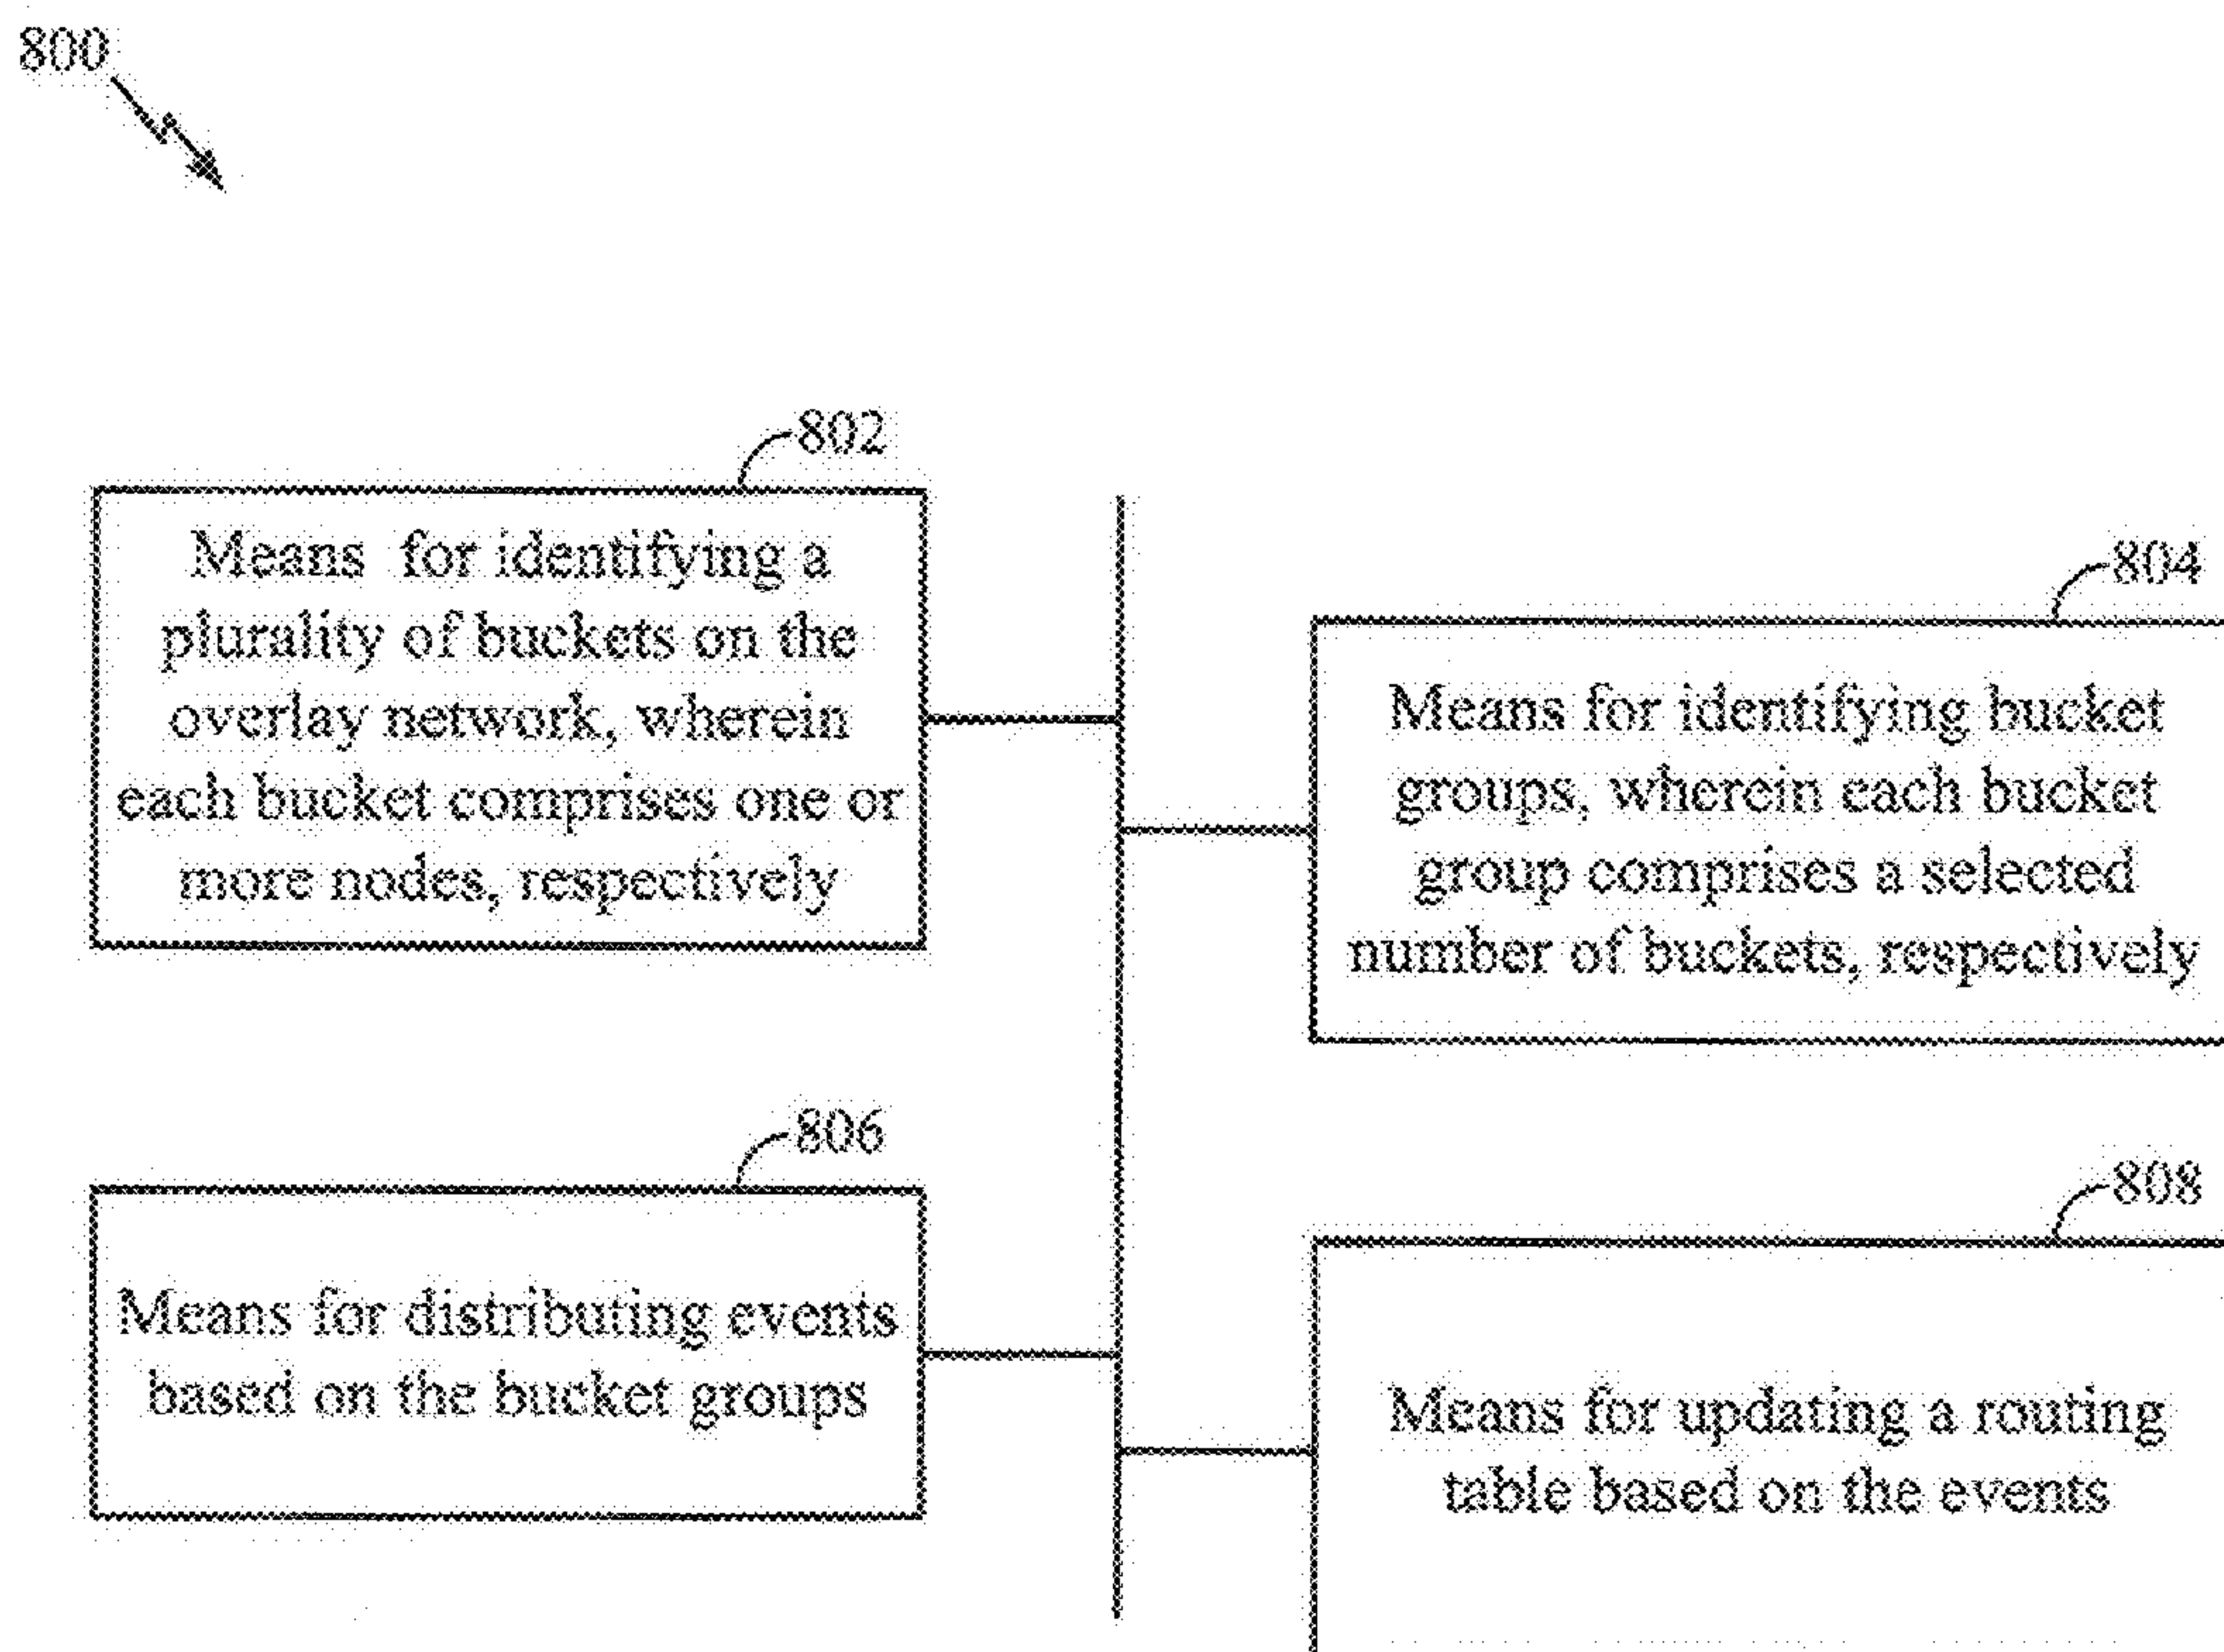 800
802
Means for identifying a
plurality of buckets on the
overlay network, wherein
each bucket comprises one or
more nodes, respectively
804
Means for identifying bucket
groups, wherein each bucket
group comprises a selected
number of buckets, respectively
806
Means for distributing events
based on the bucket groups
808
Means for updating a routing
table based on the events